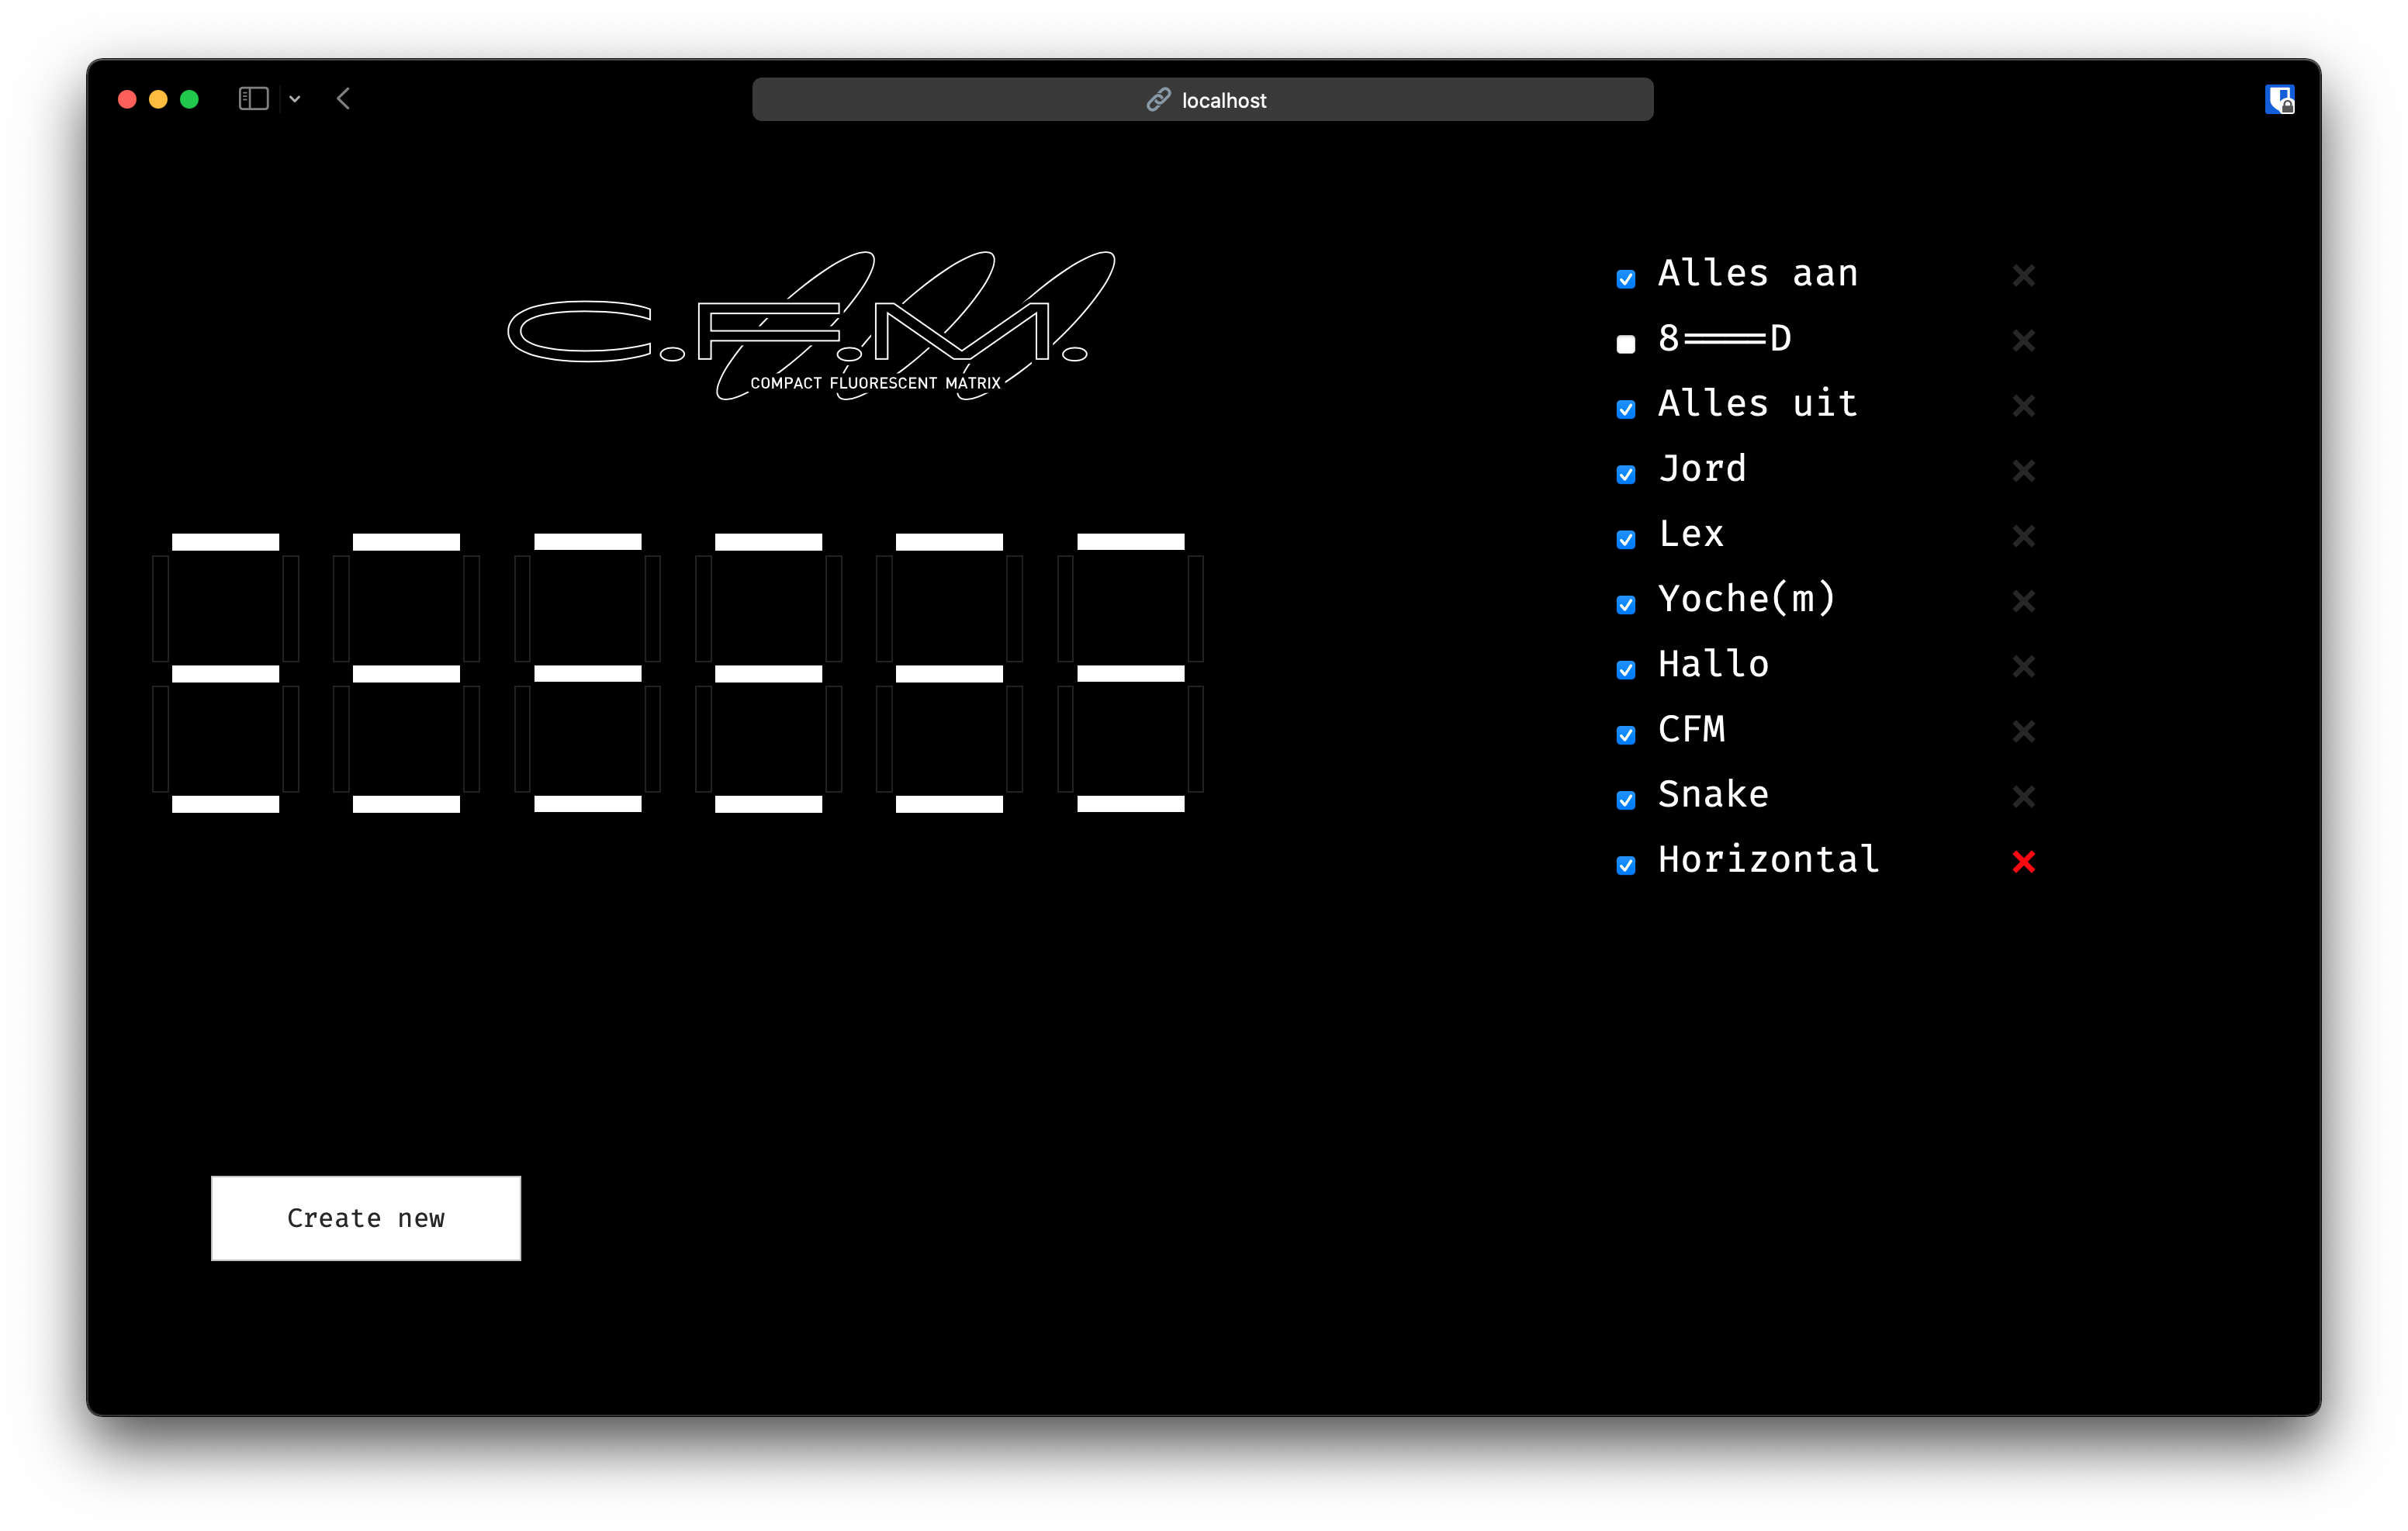 localhost
C.F.M.
COMPACT FLUORESCENT MATRIX
Alles aan
8====D
Alles uit
Jord
Lex
Yoche(m)
Hallo
CFM
Snake
Horizontal
Create new